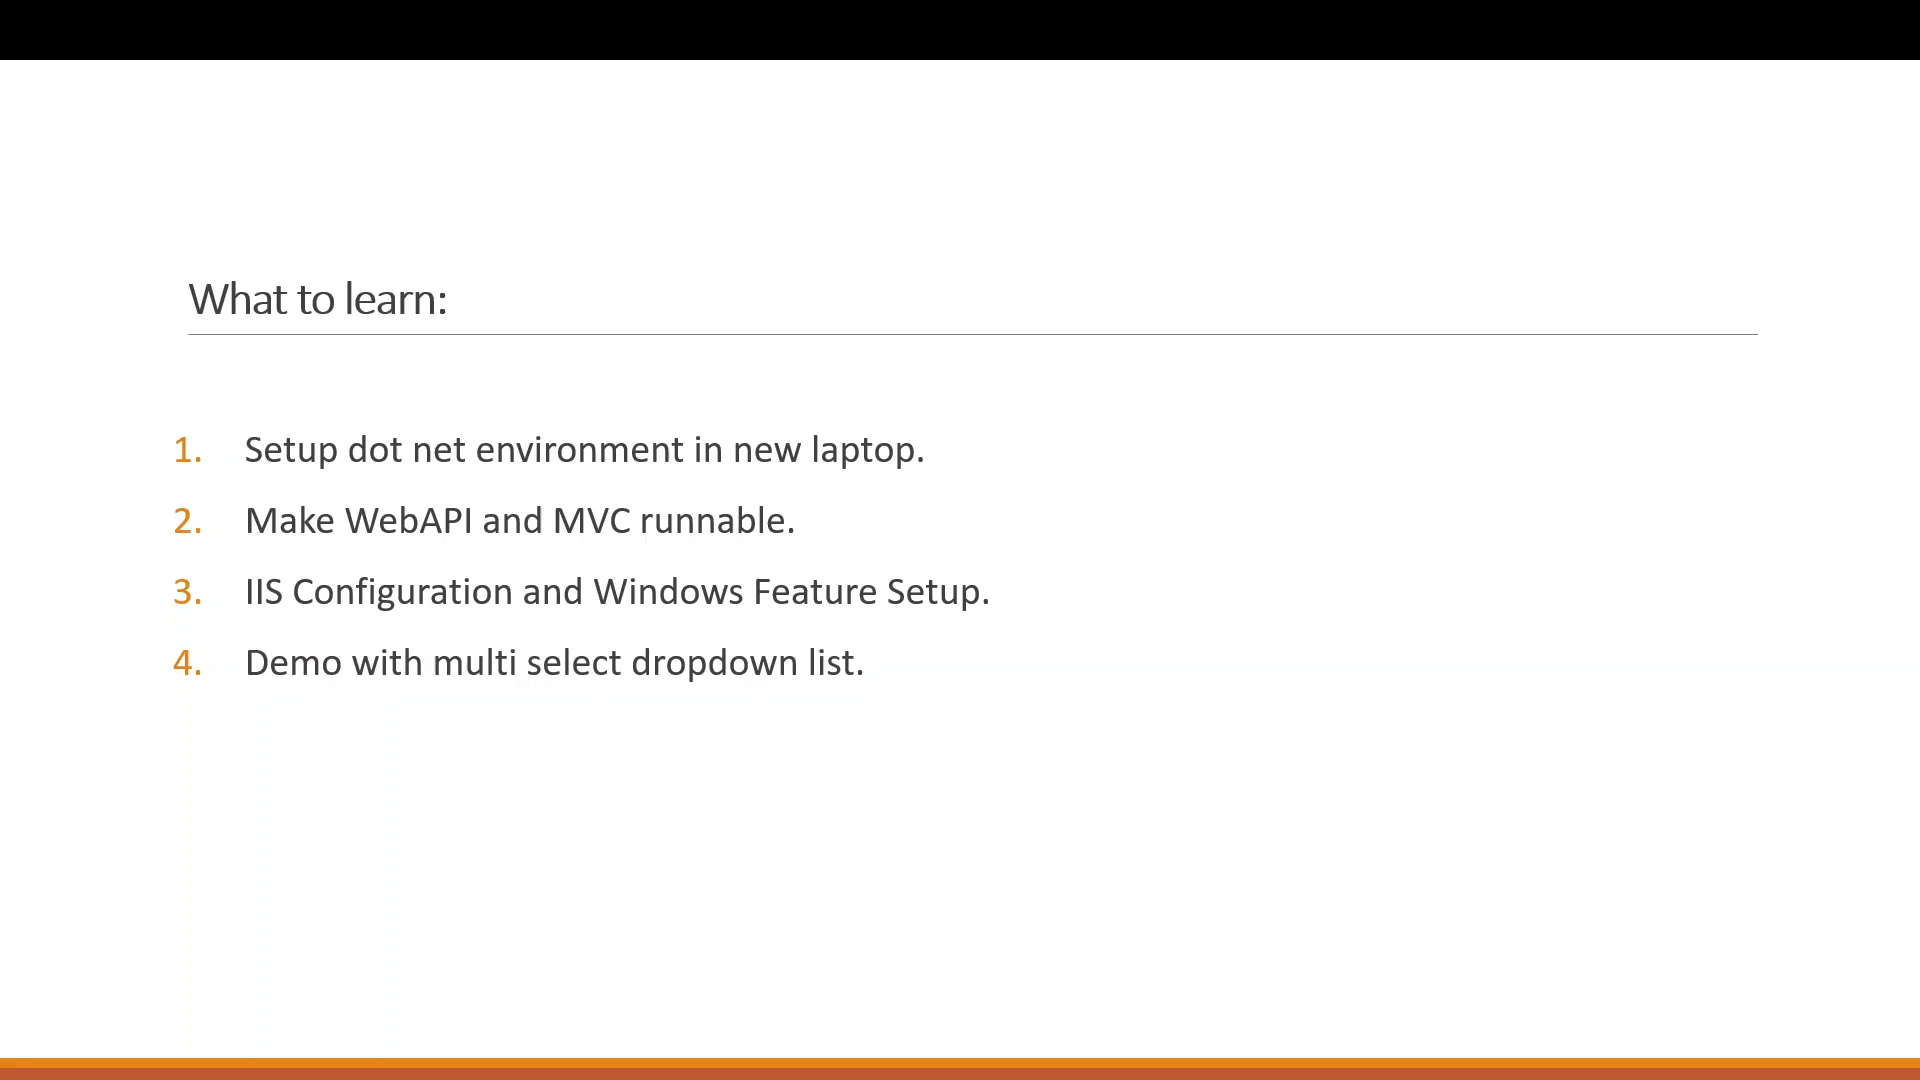 What to learn:
1. Setup dot net environment in new laptop.
2. Make WebAPI and MVC runnable.
3. IIS Configuration and Windows Feature Setup.
4. Demo with multi select dropdown list.